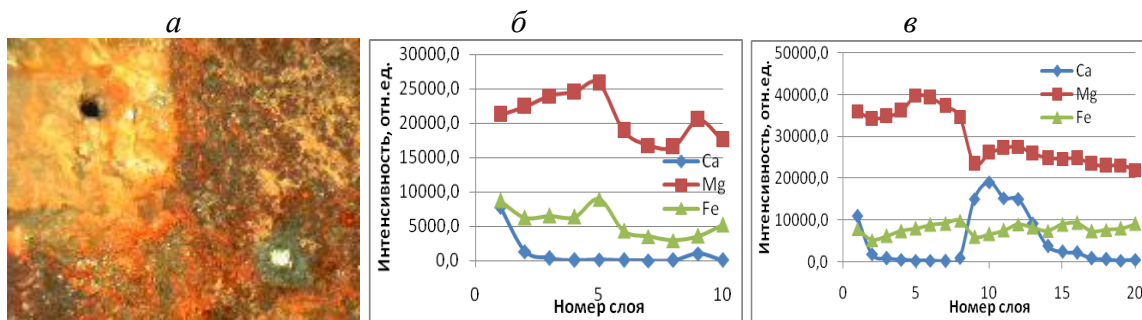 а
б
в
Интенсивность, отн.ед.
30000,0
25000,0
20000,0
15000,0
10000,0
5000,0
0,0
Ca
Mg
Fe
0
5
10
Номер слоя
Интенсивность, отн.ед.
50000,0
40000,0
30000,0
20000,0
10000,0
0,0
Ca
Mg
Fe
0
5
10
15
20
Номер слоя